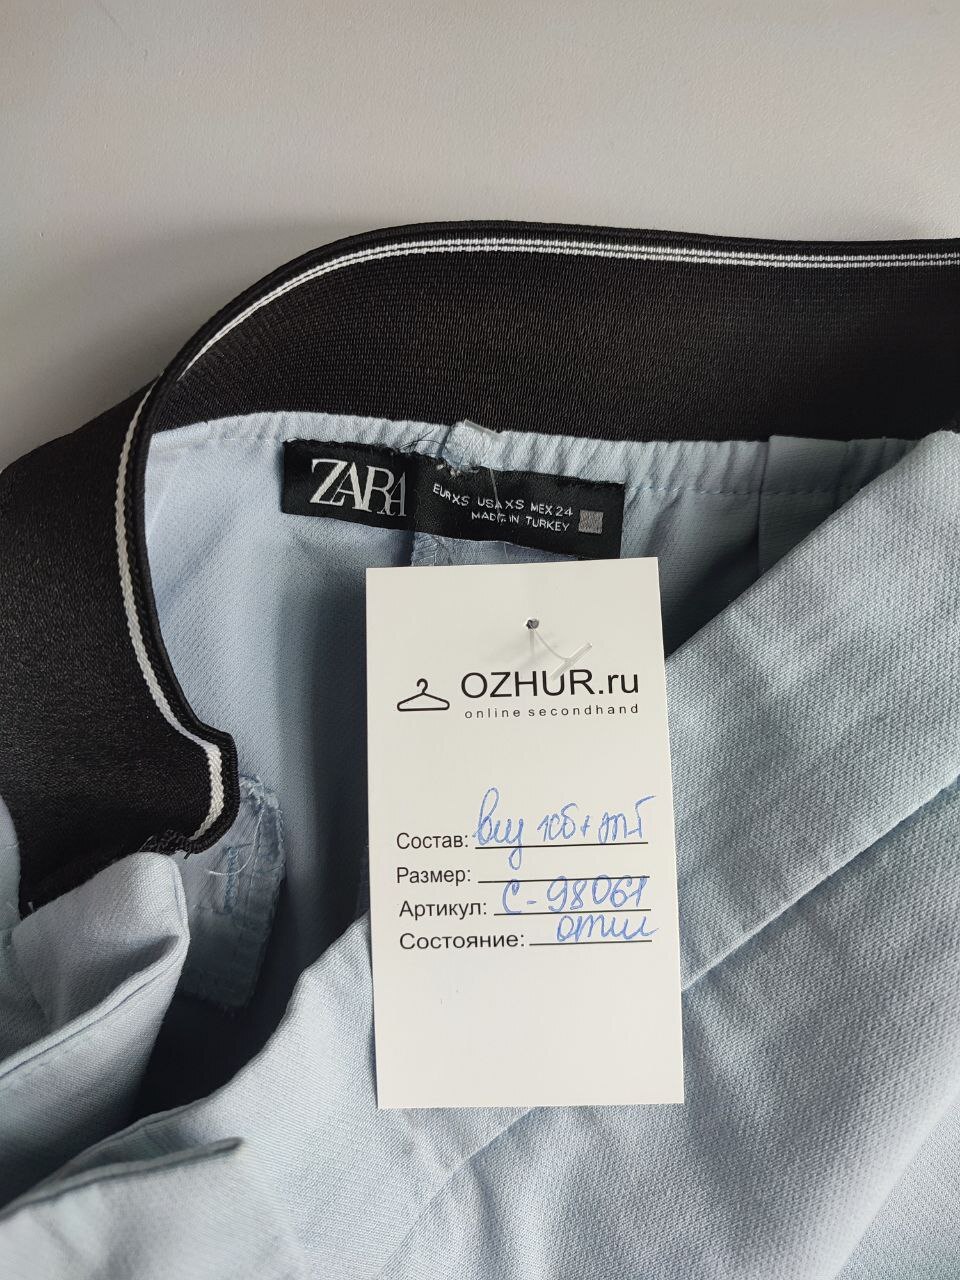 ZARA
EUR XS USA XS MEX 24
MADE IN TURKEY
OZHUR.ru
online secondhand
Состав:
Размер:
Артикул: С-98061
Состояние: отл